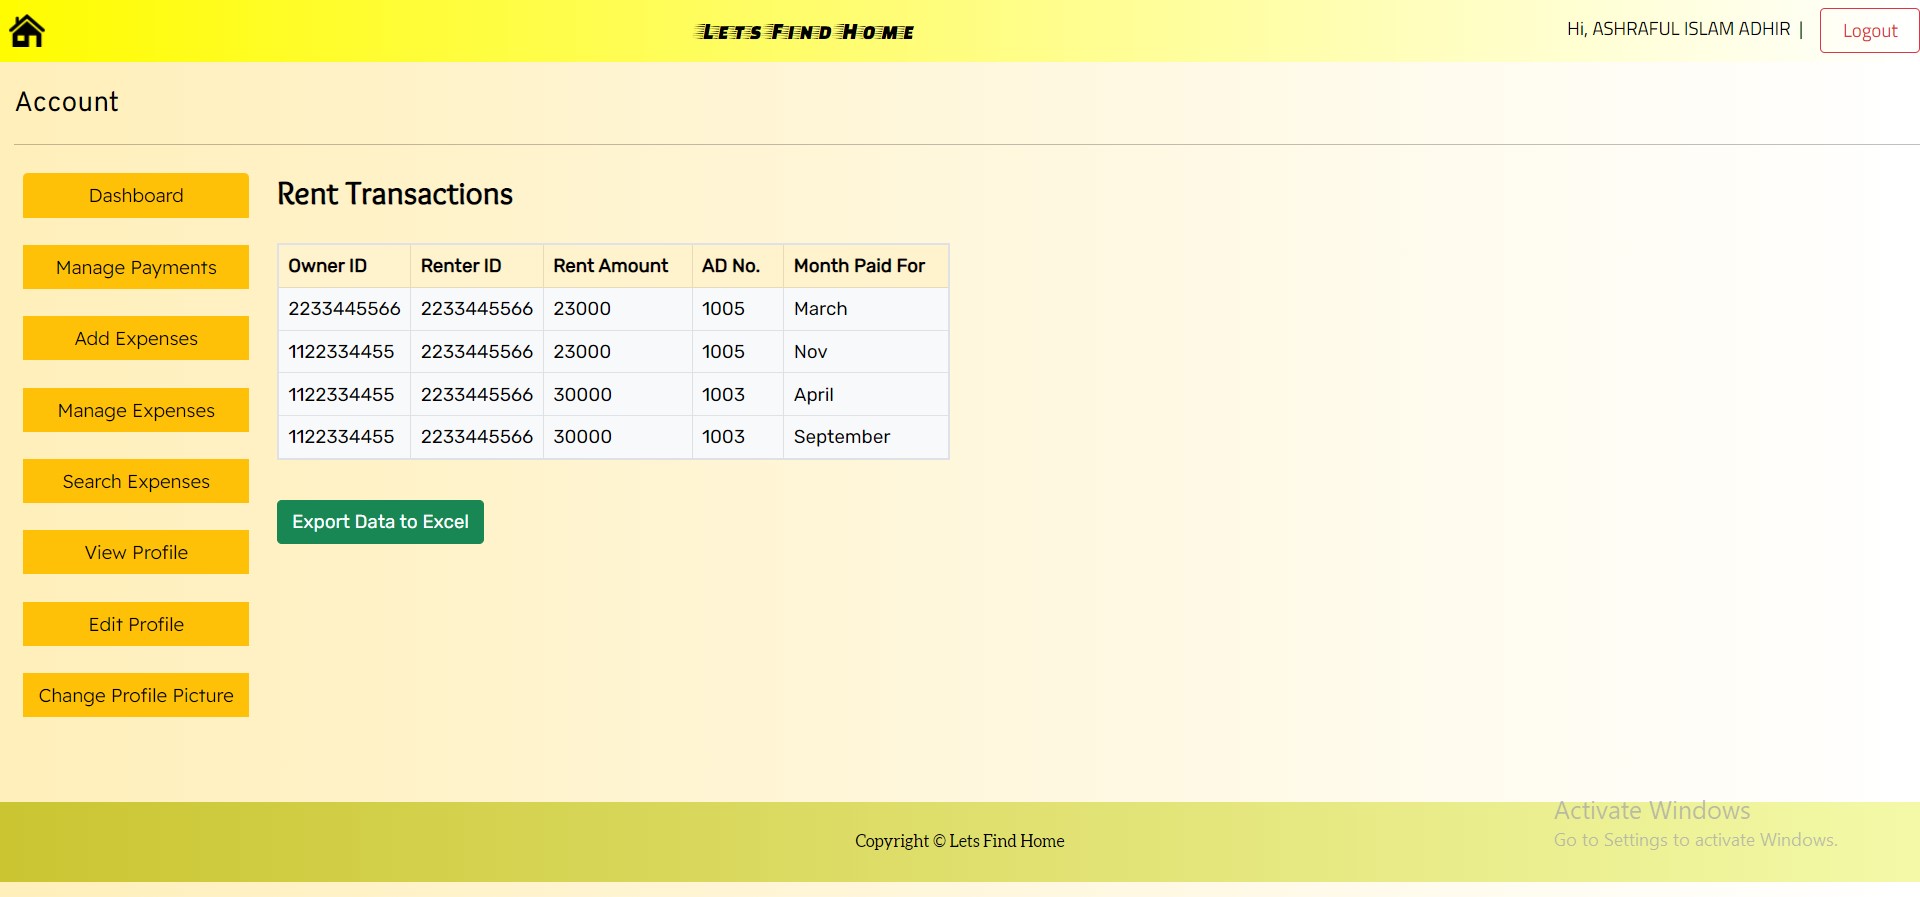 Lets Find Home
Hi, ASHRAFUL ISLAM ADHIR | Logout
Account
Dashboard
Manage Payments
Add Expenses
Manage Expenses
Search Expenses
View Profile
Edit Profile
Change Profile Picture
Rent Transactions
Owner ID Renter ID Rent Amount AD No. Month Paid For
2233445566 2233445566 23000 1005 March
1122334455 2233445566 23000 1005 Nov
1122334455 2233445566 30000 1003 April
1122334455 2233445566 30000 1003 September
Export Data to Excel
Copyright © Lets Find Home
Activate Windows
Go to Settings to activate Windows.